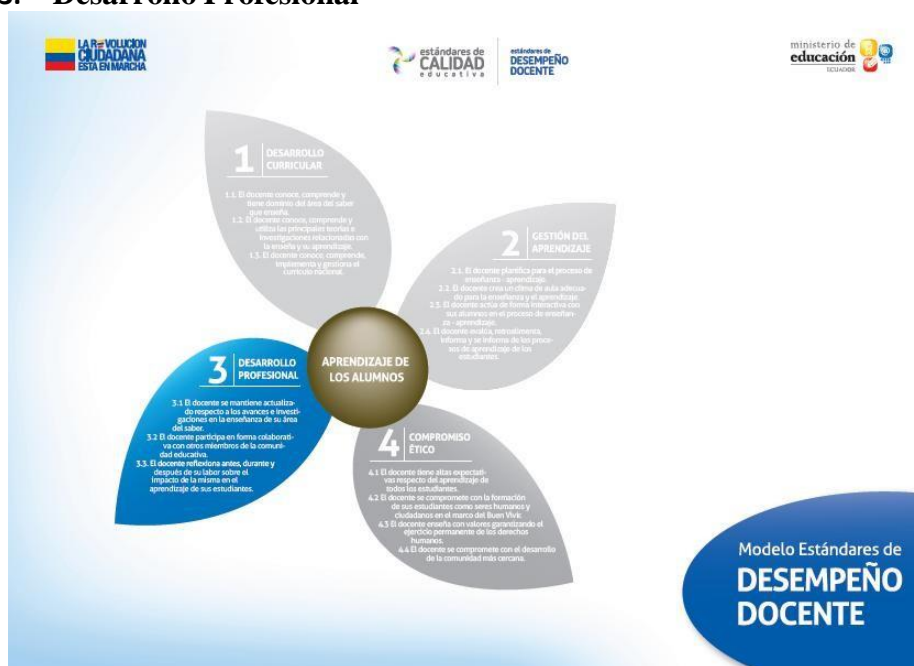 3. Desarrollo Profesional
LA REVOLUCION
CIUDADANA
ESTA EN MARCHA
estándares de
CALIDAD
educativa
estándares de
DESEMPEÑO
DOCENTE
ministerio de
educación
ECUADOR
1 DESARROLLO
CURRICULAR
1.1. El docente conoce, comprende y
tiene dominio del área del saber
que enseña.
1.2. El docente conoce, comprende y
utiliza las principales teorías e
investigaciones relacionadas con
la enseña y su aprendizaje.
1.3. El docente conoce, comprende,
implementa y gestiona el
currículo nacional.
2 GESTIÓN DEL
APRENDIZAJE
2.1. El docente planifica para el proceso de
enseñanza - aprendizaje.
2.2. El docente crea un clima de aula adecua-
do para la enseñanza y el aprendizaje.
2.3. El docente actúa de forma interactiva con
sus alumnos en el proceso de enseñan-
za - aprendizaje.
2.4. El docente evalúa, retroalimenta,
informa y se informa de los proce-
sos de aprendizaje de los
estudiantes.
3 DESARROLLO
PROFESIONAL
3.1 El docente se mantiene actualiza-
do respecto a los avances e investi-
gaciones en la enseñanza de su área
del saber.
3.2 El docente participa en forma colaborati-
va con otros miembros de la comuni-
dad educativa.
3.3. El docente reflexiona antes, durante y
después de su labor sobre el
impacto de la misma en el
aprendizaje de sus estudiantes.
APRENDIZAJE DE
LOS ALUMNOS
4 COMPROMISO
ÉTICO
4.1 El docente tiene altas expectati-
vas respecto del aprendizaje de
todos los estudiantes.
4.2 El docente se compromete con la formación
de sus estudiantes como seres humanos y
ciudadanos en el marco del Buen Vivir.
4.3 El docente enseña con valores garantizando el
ejercicio permanente de los derechos
humanos.
4.4 El docente se compromete con el desarrollo
de la comunidad más cercana.
Modelo Estándares de
DESEMPEÑO
DOCENTE